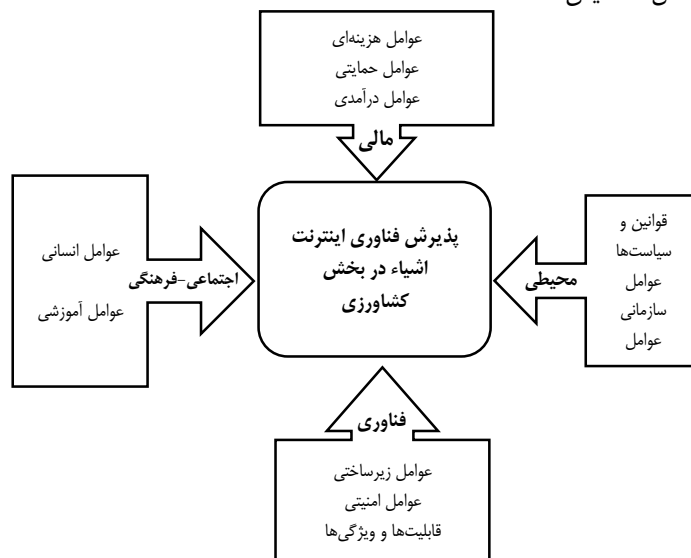 عوامل هزینه‌ای
عوامل حمایتی
عوامل درآمدی
مالی
قوانین و
سیاست‌ها
عوامل
سازمانی
عوامل
محیطی
پذیرش فناوری اینترنت
اشیاء در بخش
کشاورزی
عوامل انسانی
عوامل آموزشی
اجتماعی-فرهنگی
فناوری
عوامل زیرساختی
عوامل امنیتی
قابلیت‌ها و ویژگی‌ها